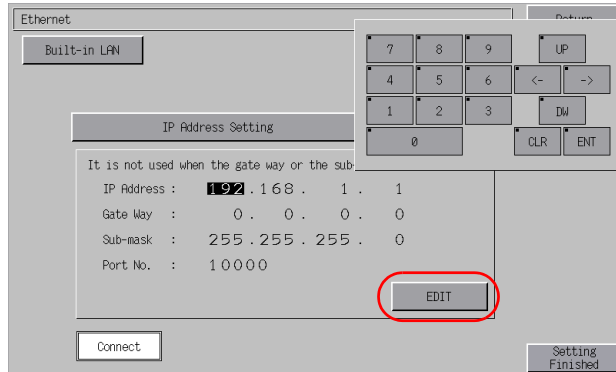 Ethernet
Return
Built-in LAN
7 8 9 UP
4 5 6 <- ->
1 2 3 DW
0 CLR ENT
IP Address Setting
It is not used when the gate way or the sub-
IP Address : 192.168. 1. 1
Gate Way : 0. 0. 0. 0
Sub-mask : 255.255.255. 0
Port No. : 10000
EDIT
Connect
Setting
Finished